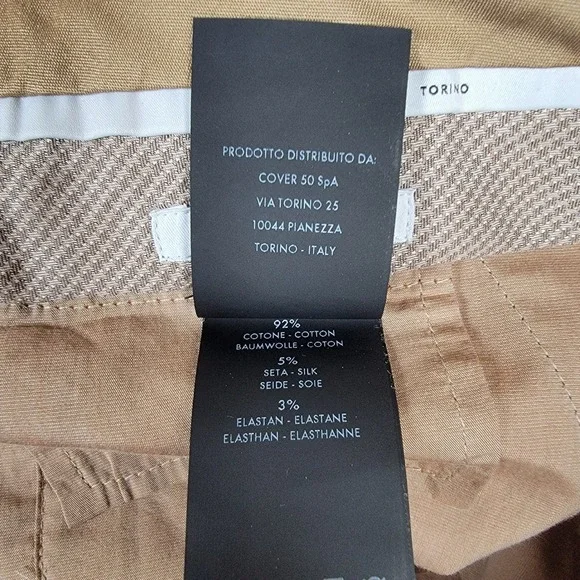 TORINO
PRODOTTO DISTRIBUITO DA:
COVER 50 SpA
VIA TORINO 25
10044 PIANEZZA
TORINO - ITALY
92%
COTONE - COTTON
BAUMWOLLE - COTON
5%
SETA - SILK
SEIDE - SOIE
3%
ELASTAN - ELASTANE
ELASTHAN - ELASTHANNE